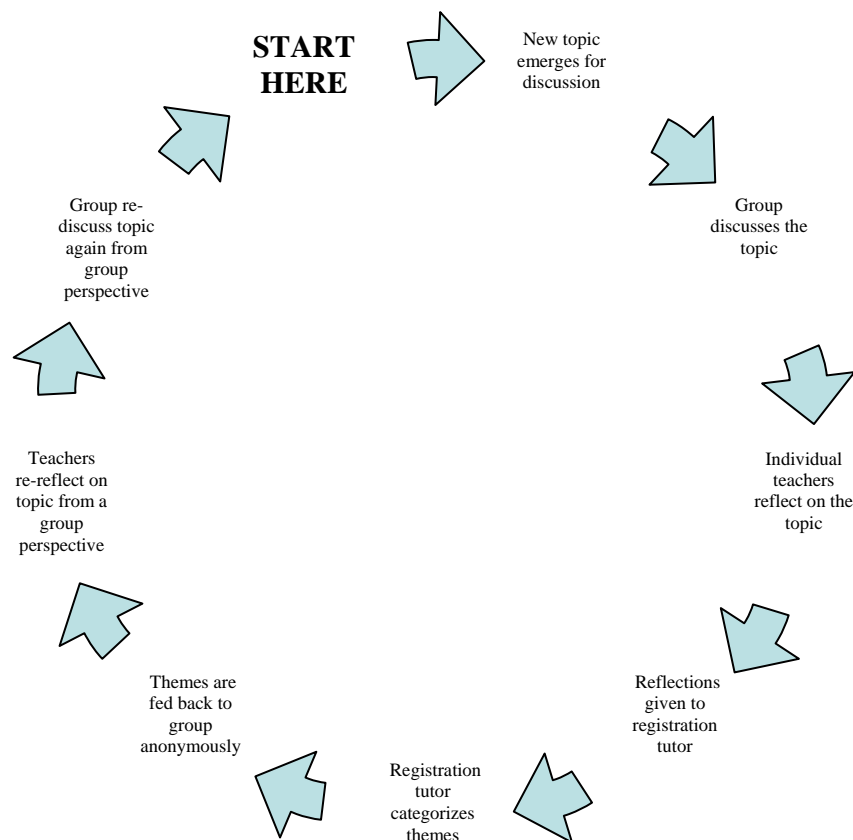 START
HERE
New topic
emerges for
discussion
Group
discusses the
topic
Individual
teachers
reflect on the
topic
Reflections
given to
registration
tutor
Registration
tutor
categorizes
themes
Themes are
fed back to
group
anonymously
Teachers
re-reflect on
topic from a
group
perspective
Group re-
discuss topic
again from
group
perspective